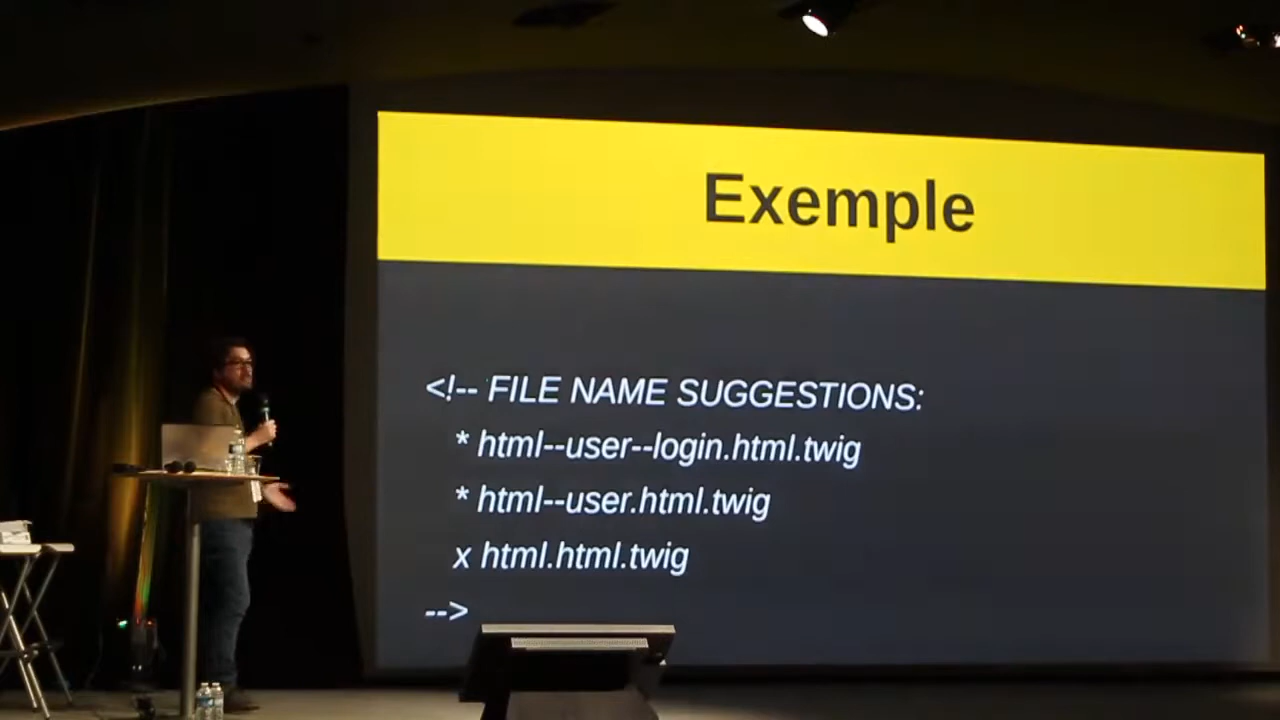 Exemple
<!-- FILE NAME SUGGESTIONS:
* html--user--login.html.twig
* html--user.html.twig
x html.html.twig
-->